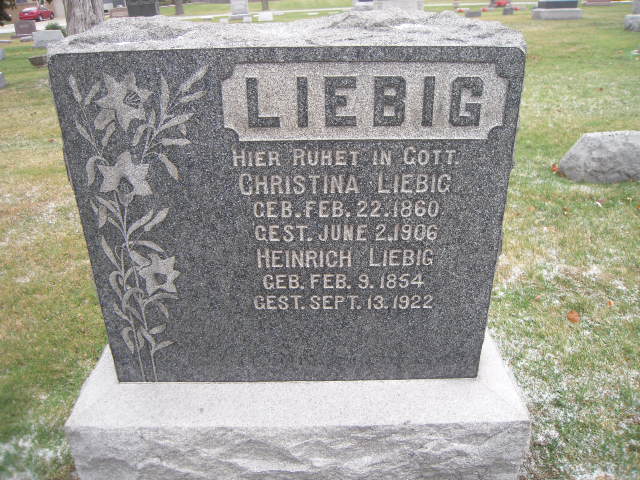 LIEBIG
HIER RUHET IN GOTT.
CHRISTINA LIEBIG
GEB. FEB. 22. 1860
GEST. JUNE 2, 1906
HEINRICH LIEBIG
GEB. FEB. 9. 1854
GEST. SEPT. 13. 1922